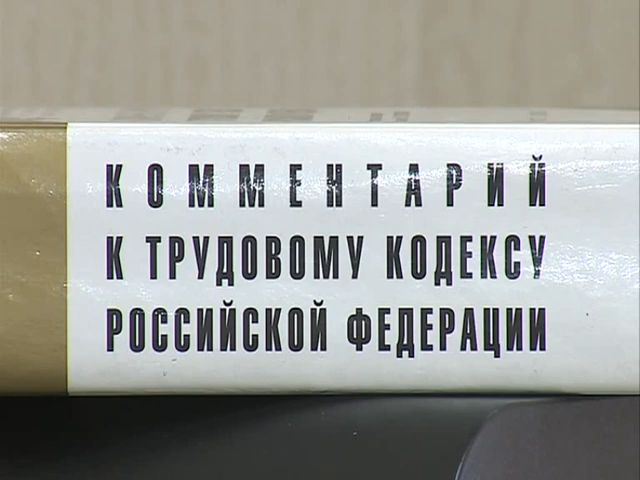 КОММЕНТАРИЙ
К ТРУДОВОМУ КОДЕКСУ
РОССИЙСКОЙ ФЕДЕРАЦИИ